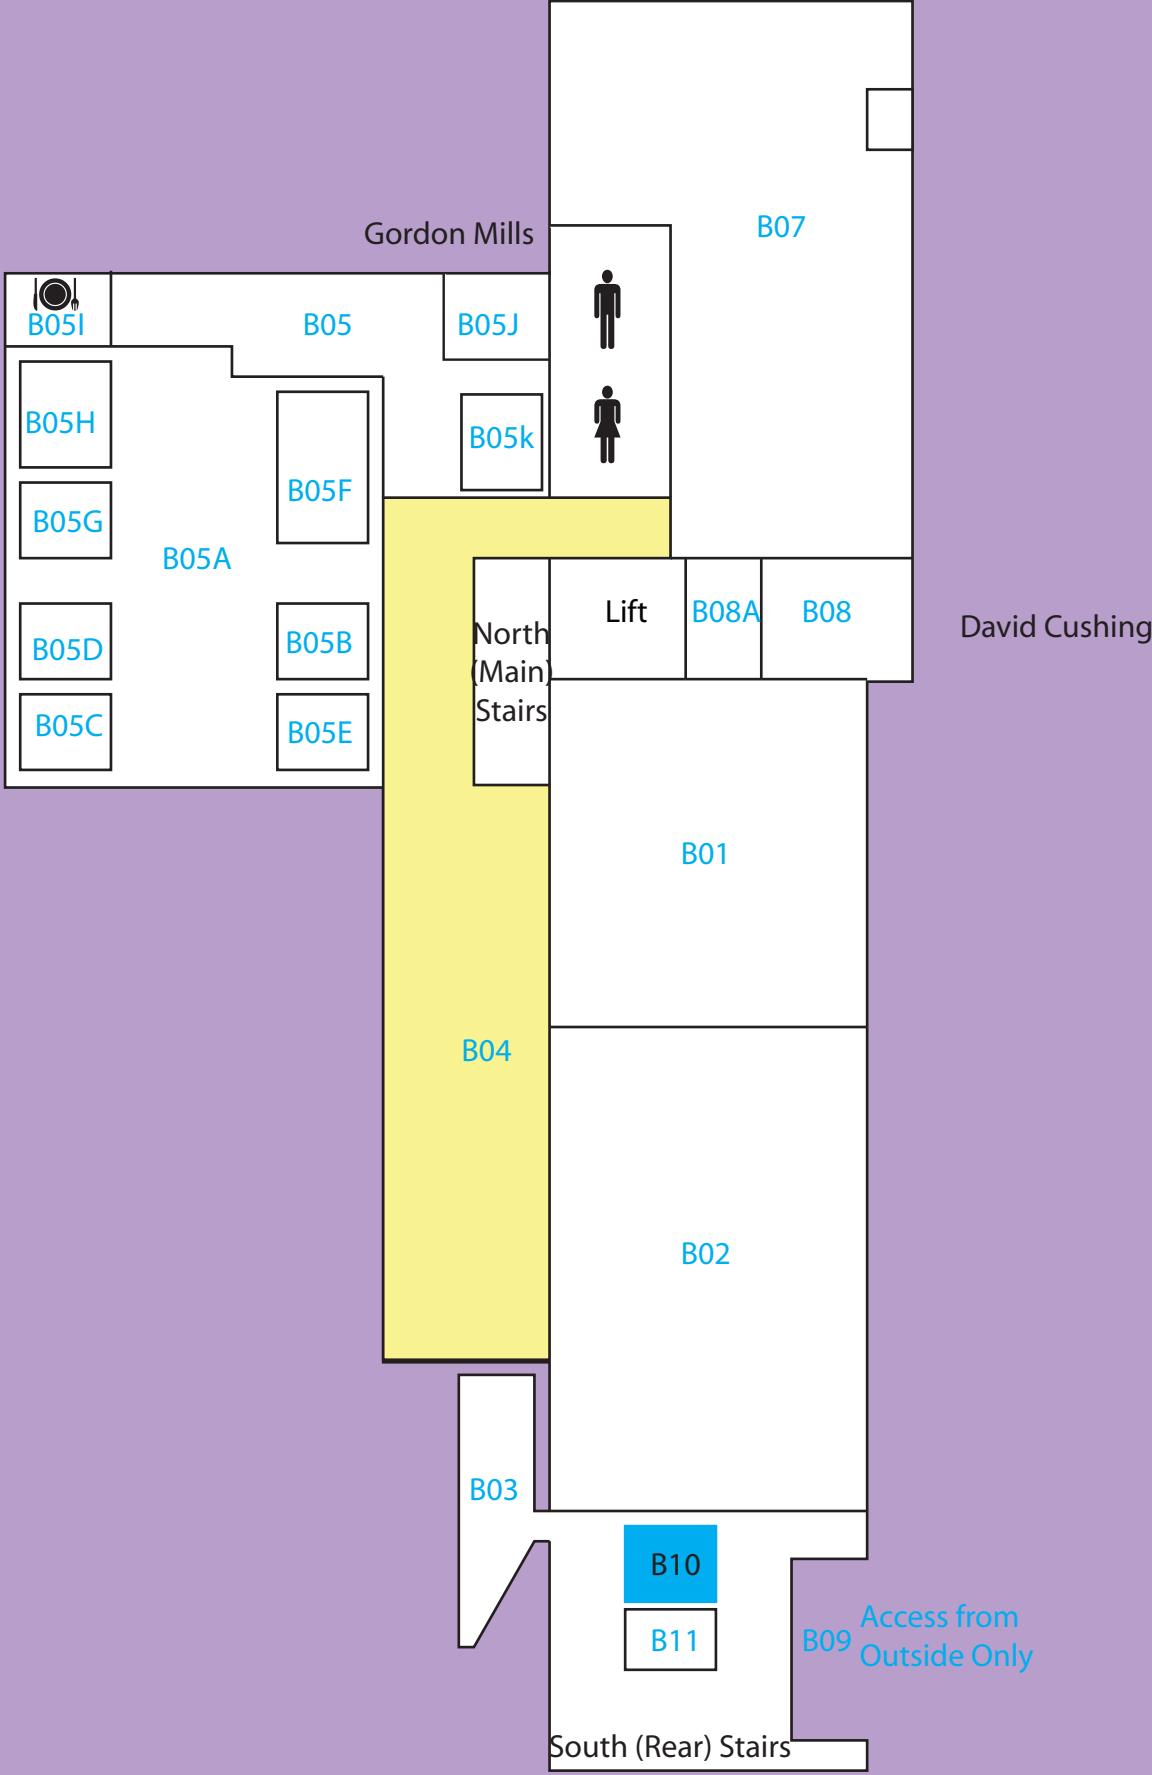 B07
Gordon Mills
B05I
B05
B05J
B05H
B05k
B05F
B05G
B05A
Lift
B08A
B08
North
(Main)
Stairs
David Cushing
B05D
B05B
B05C
B05E
B01
B04
B02
B03
B10
B11
B09
Access from
Outside Only
South (Rear) Stairs